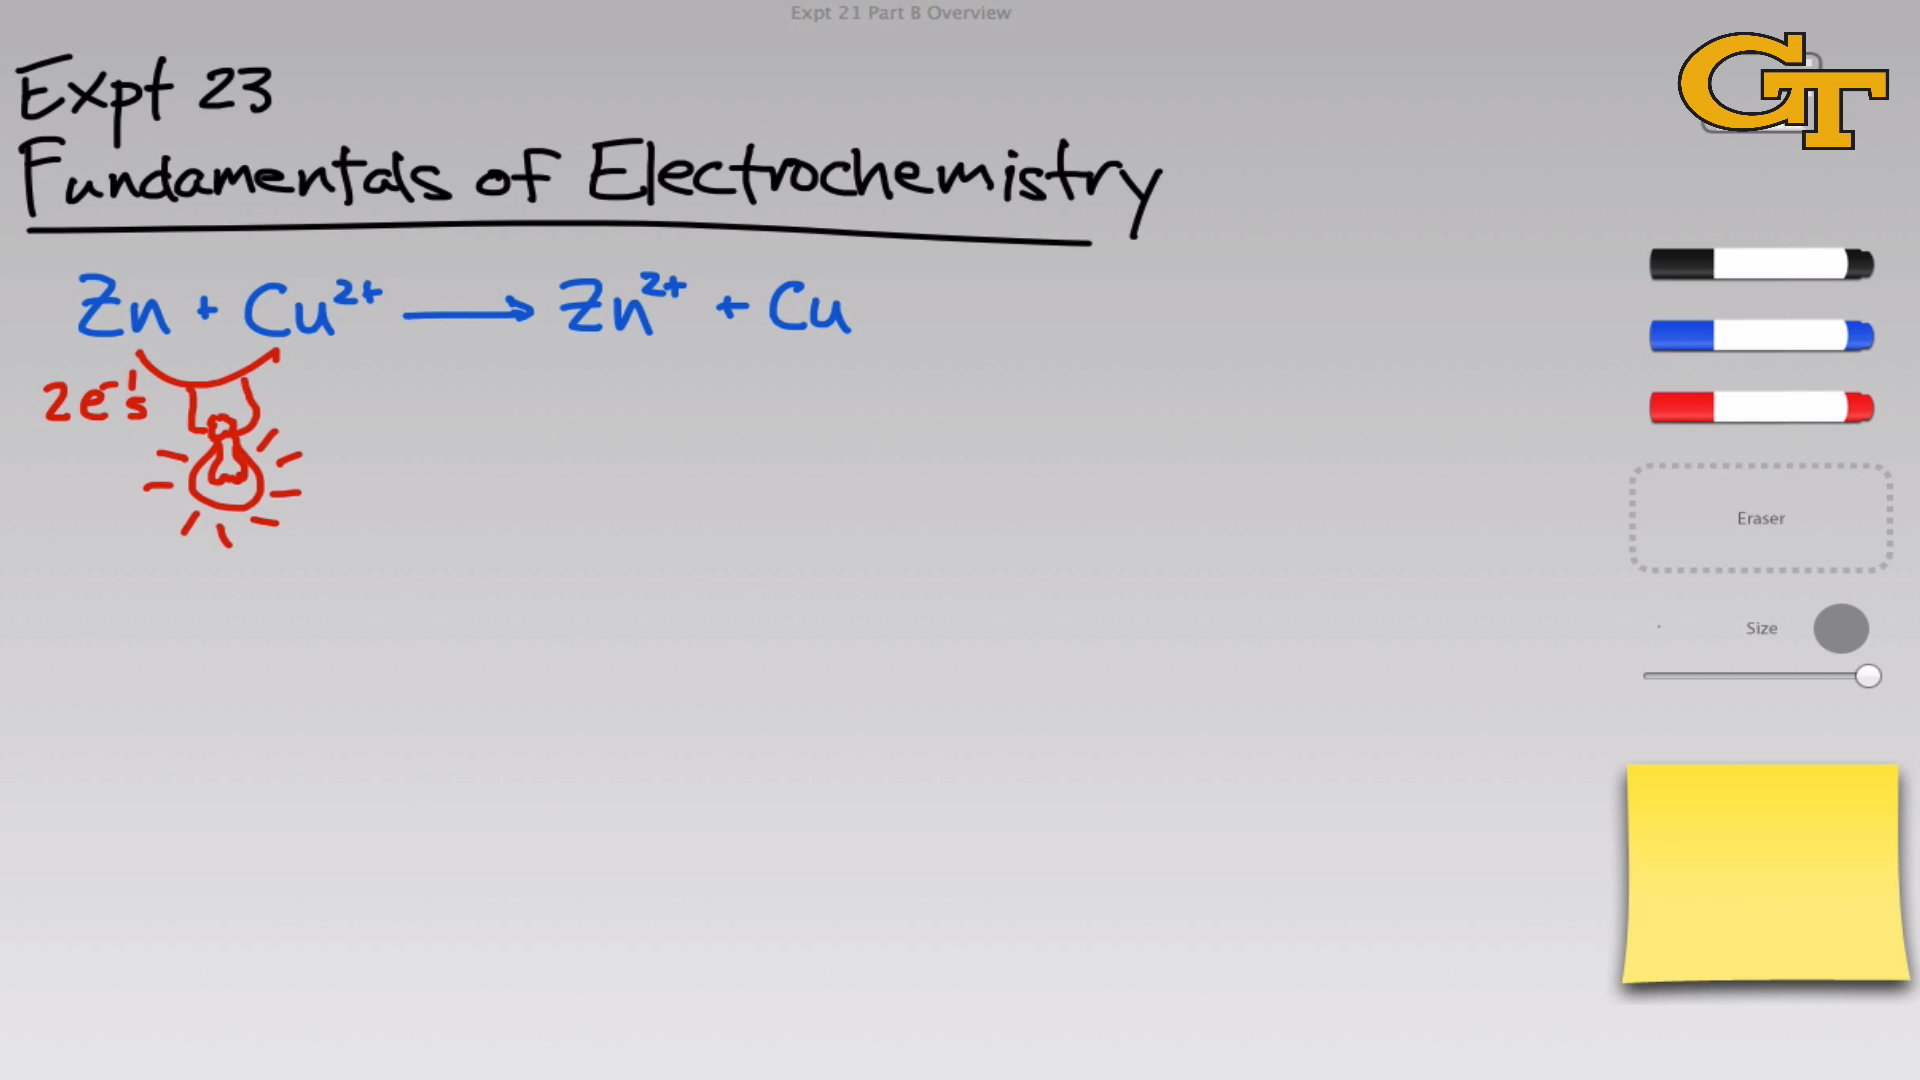 Expt 21 Part B Overview
GT
Expt 23
Fundamentals of Electrochemistry
Zn + Cu²⁺ ⟶ Zn²⁺ + Cu
2e⁻'s
Eraser
Size